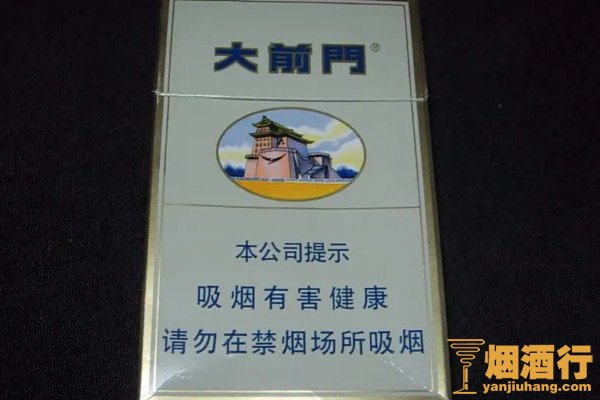 大前門®
本公司提示
吸烟有害健康
请勿在禁烟场所吸烟
烟酒行
yanjiuhang.com